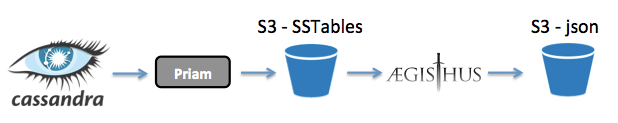 S3 - SSTables
S3 - json
Priam
ÆGISTHUS
cassandra